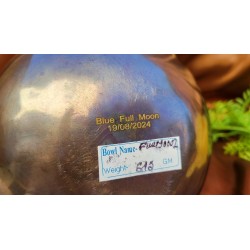 Blue Full Moon
19/08/2024
Bowl Name-
Weight- GM